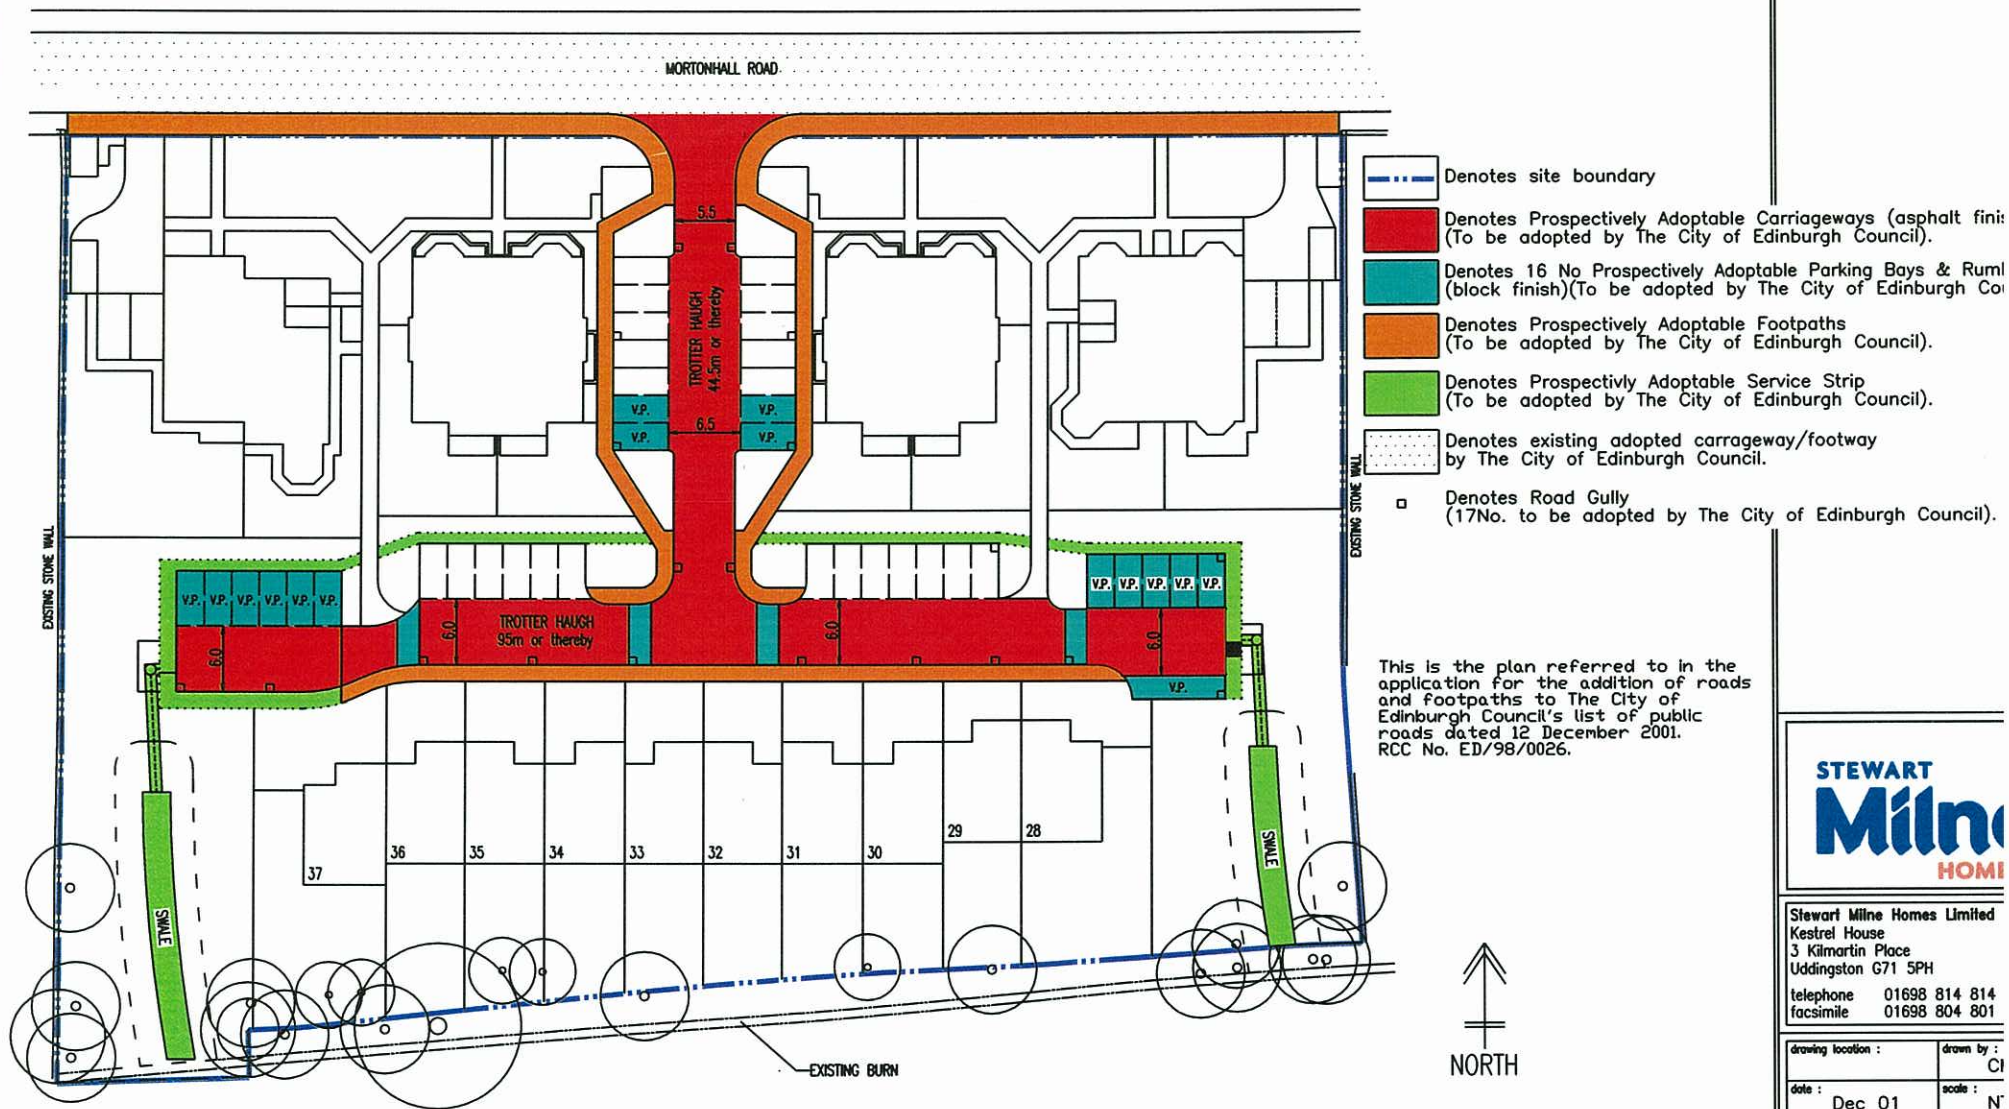 MORTONHALL ROAD
5.5
TROTTER HAUGH
44.5m or thereby
V.P.
V.P.
V.P.
V.P.
6.5
EXISTING STONE WALL
EXISTING STONE WALL
V.P. V.P. V.P. V.P. V.P. V.P.
V.P. V.P. V.P. V.P. V.P.
6.0
6.0
TROTTER HAUGH
95m or thereby
6.0
6.0
V.P.
SWALE
SWALE
37
36
35
34
33
32
31
30
29
28
EXISTING BURN
NORTH
Denotes site boundary
Denotes Prospectively Adoptable Carriageways (asphalt
(To be adopted by The City of Edinburgh Council).
Denotes 16 No Prospectively Adoptable Parking Bays &
(block finish)(To be adopted by The City of Edinburgh
Denotes Prospectively Adoptable Footpaths
(To be adopted by The City of Edinburgh Council).
Denotes Prospectivly Adoptable Service Strip
(To be adopted by The City of Edinburgh Council).
Denotes existing adopted carrageway/footway
by The City of Edinburgh Council.
Denotes Road Gully
(17No. to be adopted by The City of Edinburgh Council).
This is the plan referred to in the
application for the addition of roads
and footpaths to The City of
Edinburgh Council's list of public
roads dated 12 December 2001.
RCC No. ED/98/0026.
STEWART
Milne
HOM
Stewart Milne Homes Limited
Kestrel House
3 Kilmartin Place
Uddingston G71 5PH
telephone 01698 814 814
facsimile 01698 804 801
drawing location :
drawn by :
date :
Dec 01
scale :